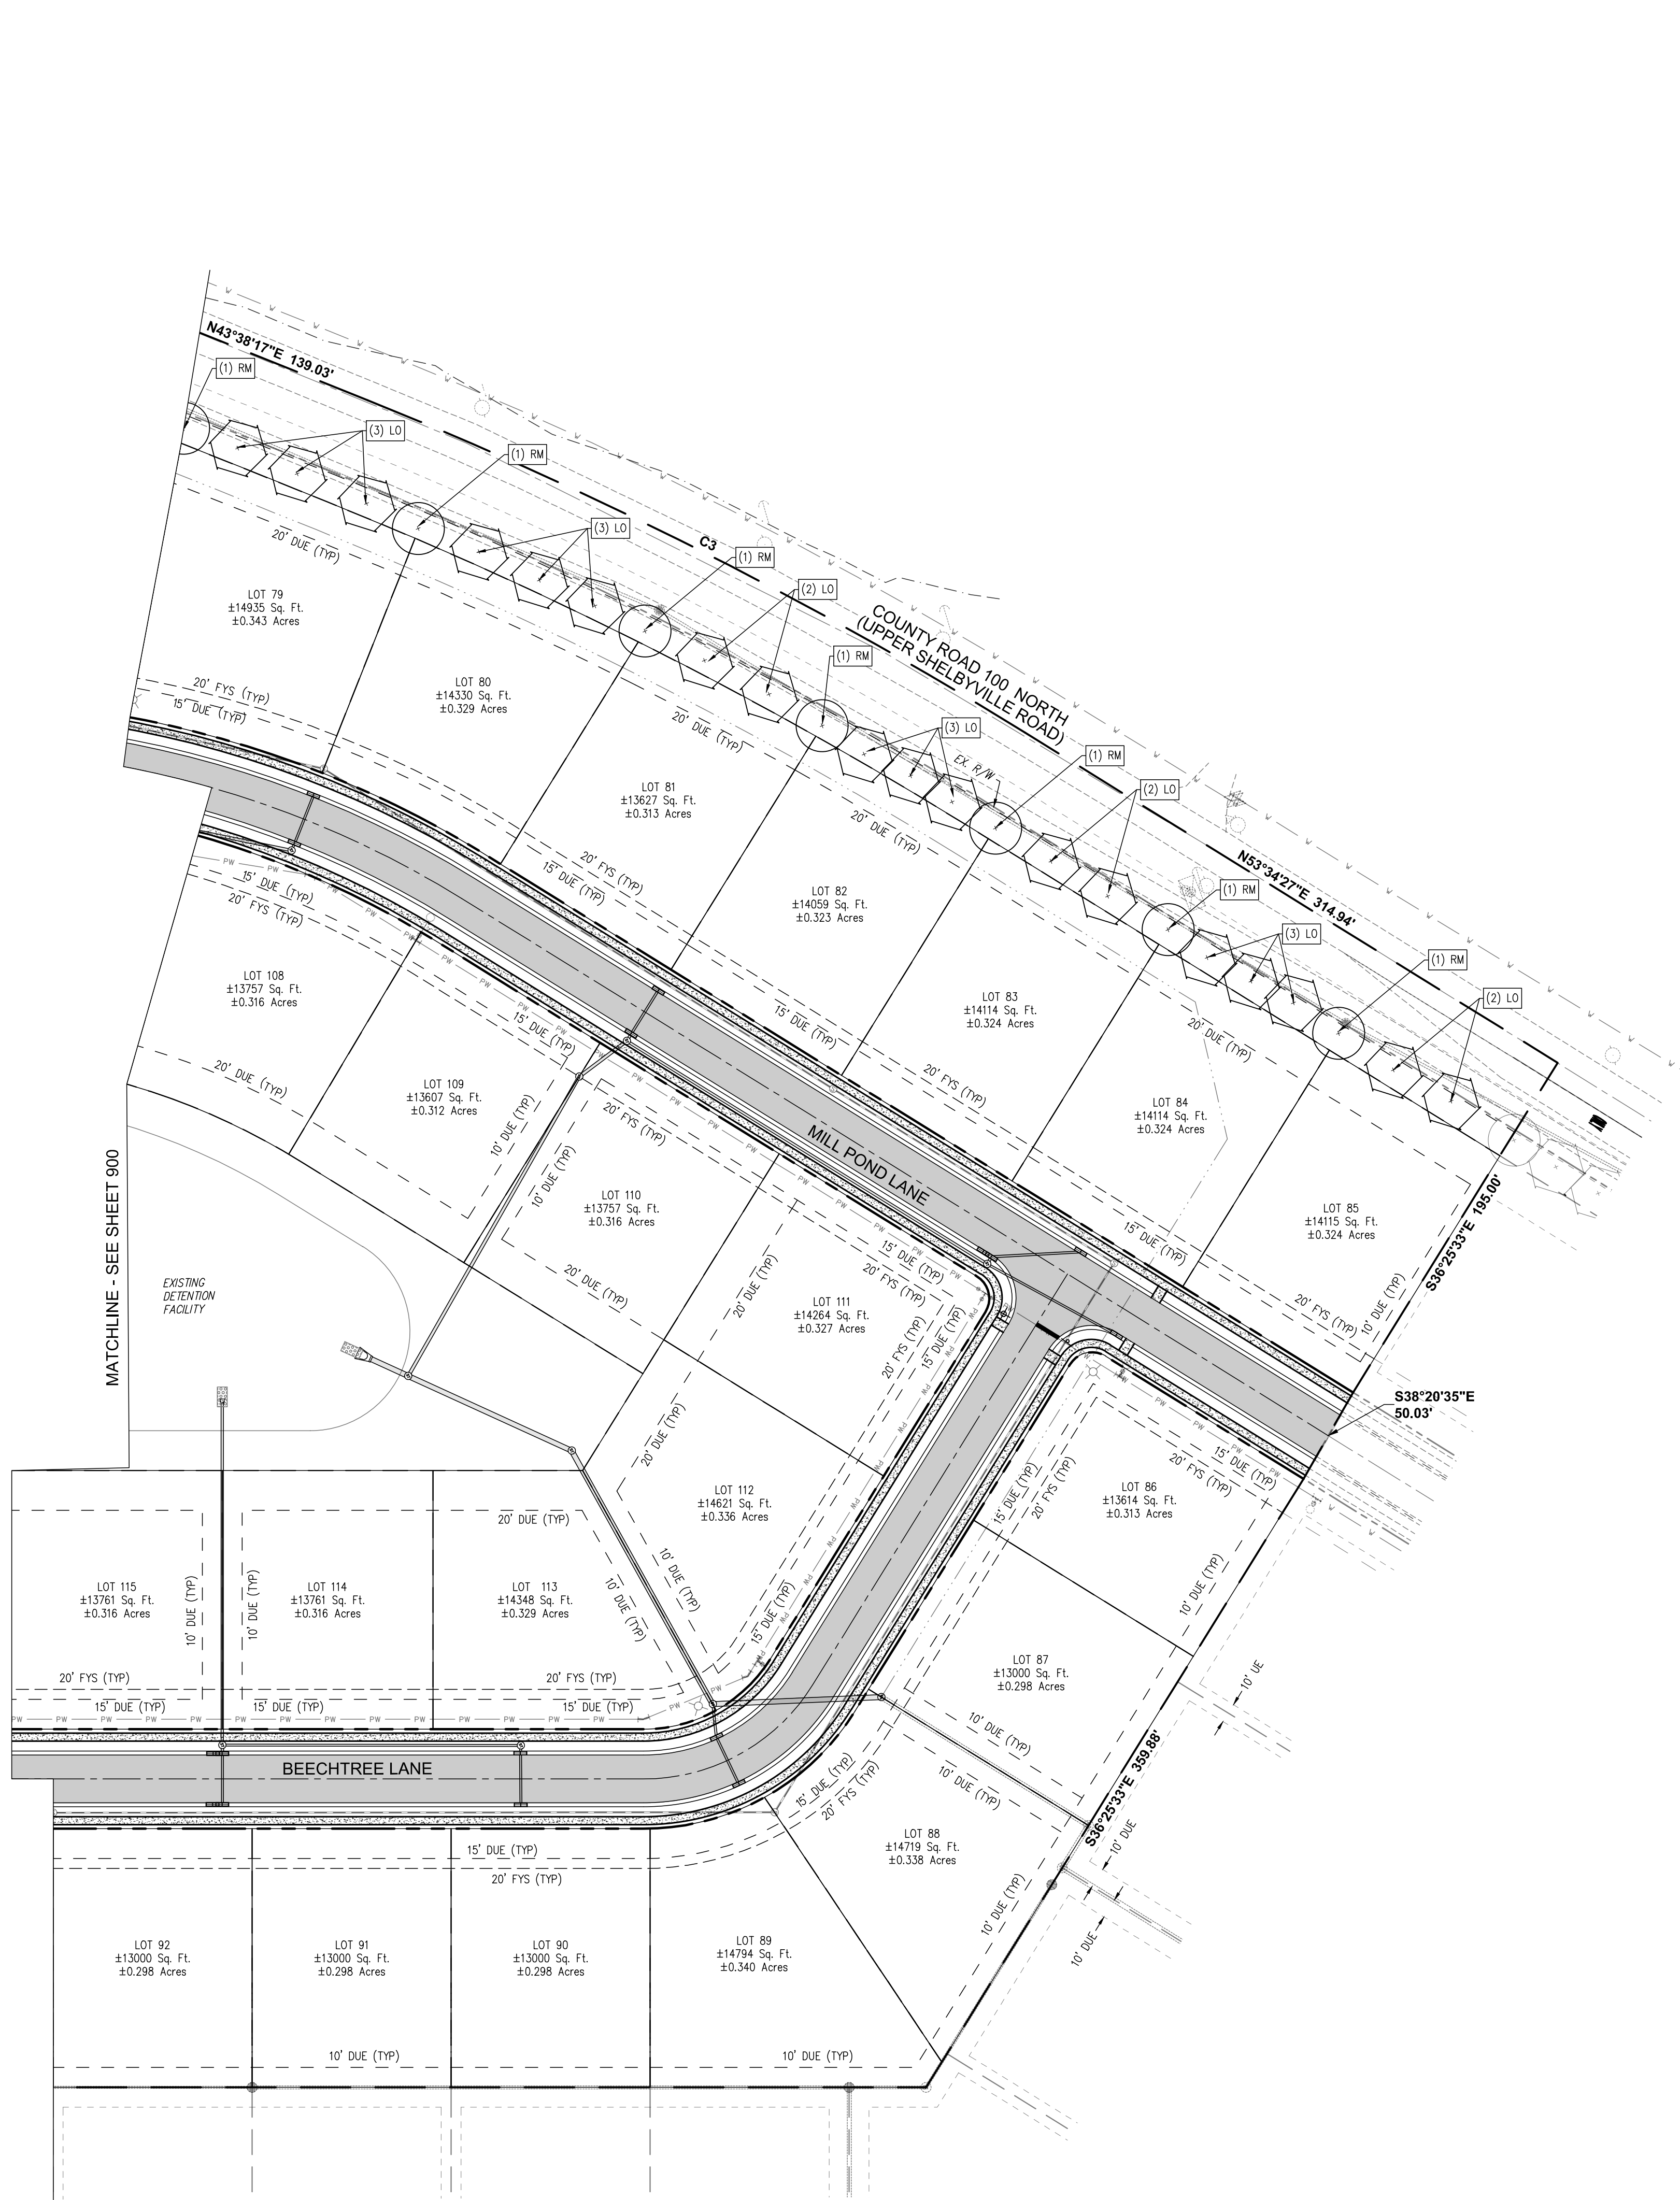 N43°38'17"E 139.03'
(1) RM
(3) LO
(1) RM
(3) LO
C3
(1) RM
(2) LO
20' DUE (TYP)
LOT 79
±14935 Sq. Ft.
±0.343 Acres
COUNTY ROAD 100 NORTH
(UPPER SHELBYVILLE ROAD)
(1) RM
20' FYS (TYP)
15' DUE (TYP)
LOT 80
±14330 Sq. Ft.
±0.329 Acres
20' DUE (TYP)
(3) LO
EX. R/W
(1) RM
(2) LO
LOT 81
±13627 Sq. Ft.
±0.313 Acres
20' DUE (TYP)
20' FYS (TYP)
15' DUE (TYP)
N53°34'27"E 314.94'
(1) RM
LOT 82
±14059 Sq. Ft.
±0.323 Acres
(3) LO
(1) RM
(2) LO
PW
PW
PW
PW
15' DUE (TYP)
20' FYS (TYP)
LOT 108
±13757 Sq. Ft.
±0.316 Acres
LOT 83
±14114 Sq. Ft.
±0.324 Acres
20' DUE (TYP)
15' DUE (TYP)
15' DUE (TYP)
20' DUE (TYP)
LOT 109
±13607 Sq. Ft.
±0.312 Acres
10' DUE (TYP)
20' FYS (TYP)
20' FYS (TYP)
LOT 84
±14114 Sq. Ft.
±0.324 Acres
MILL POND LANE
10' DUE (TYP)
LOT 110
±13757 Sq. Ft.
±0.316 Acres
LOT 85
±14115 Sq. Ft.
±0.324 Acres
15' DUE (TYP)
S36°25'33"E 195.00'
MATCHLINE - SEE SHEET 900
EXISTING
DETENTION
FACILITY
20' DUE (TYP)
20' DUE (TYP)
15' DUE (TYP)
20' FYS (TYP)
LOT 111
±14264 Sq. Ft.
±0.327 Acres
20' FYS (TYP)
15' DUE (TYP)
20' FYS (TYP)
10' DUE (TYP)
S38°20'35"E
50.03'
20' DUE (TYP)
15' DUE (TYP)
20' FYS (TYP)
15' DUE (TYP)
20' FYS (TYP)
LOT 86
±13614 Sq. Ft.
±0.313 Acres
LOT 112
±14621 Sq. Ft.
±0.336 Acres
20' DUE (TYP)
10' DUE (TYP)
10' DUE (TYP)
10' DUE (TYP)
LOT 115
±13761 Sq. Ft.
±0.316 Acres
10' DUE (TYP)
10' DUE (TYP)
LOT 114
±13761 Sq. Ft.
±0.316 Acres
LOT 113
±14348 Sq. Ft.
±0.329 Acres
15' DUE (TYP)
LOT 87
±13000 Sq. Ft.
±0.298 Acres
10' UE
20' FYS (TYP)
20' FYS (TYP)
15' DUE (TYP)
15' DUE (TYP)
15' DUE (TYP)
PW PW PW PW PW PW PW PW PW
10' DUE (TYP)
BEECHTREE LANE
15' DUE (TYP)
20' FYS (TYP)
10' DUE (TYP)
S36°25'33"E 359.88'
10' DUE
LOT 88
±14719 Sq. Ft.
±0.338 Acres
15' DUE (TYP)
20' FYS (TYP)
10' DUE (TYP)
10' DUE
LOT 92
±13000 Sq. Ft.
±0.298 Acres
LOT 91
±13000 Sq. Ft.
±0.298 Acres
LOT 90
±13000 Sq. Ft.
±0.298 Acres
LOT 89
±14794 Sq. Ft.
±0.340 Acres
10' DUE (TYP)
10' DUE (TYP)